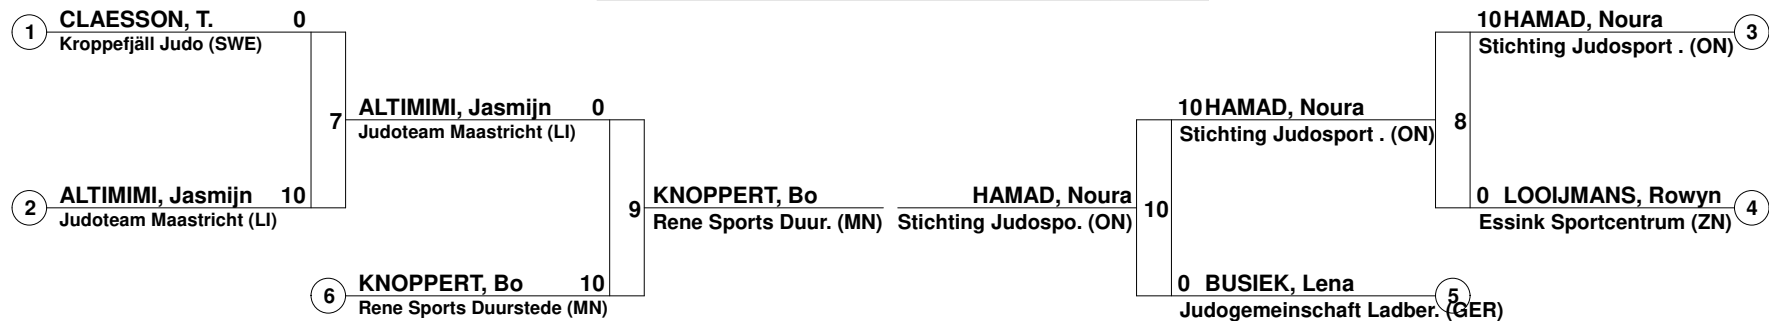 1 CLAESSON, T. 0
Kroppefjäll Judo (SWE)
7
2 ALTIMIMI, Jasmijn 10
Judoteam Maastricht (LI)
ALTIMIMI, Jasmijn 0
Judoteam Maastricht (LI)
9
6 KNOPPERT, Bo 10
Rene Sports Duurstede (MN)
KNOPPERT, Bo
Rene Sports Duur. (MN)
HAMAD, Noura
Stichting Judospo. (ON)
10
10 HAMAD, Noura
Stichting Judosport . (ON)
0 BUSIEK, Lena 5
Judogemeinschaft Ladber. (GER)
8
10 HAMAD, Noura 3
Stichting Judosport . (ON)
0 LOOIJMANS, Rowyn 4
Essink Sportcentrum (ZN)